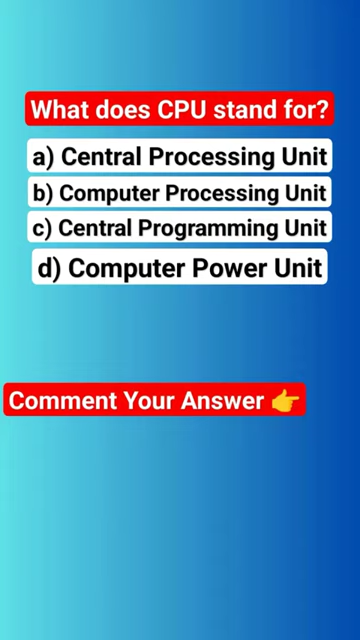 What does CPU stand for?
a) Central Processing Unit
b) Computer Processing Unit
c) Central Programming Unit
d) Computer Power Unit
Comment Your Answer 👉